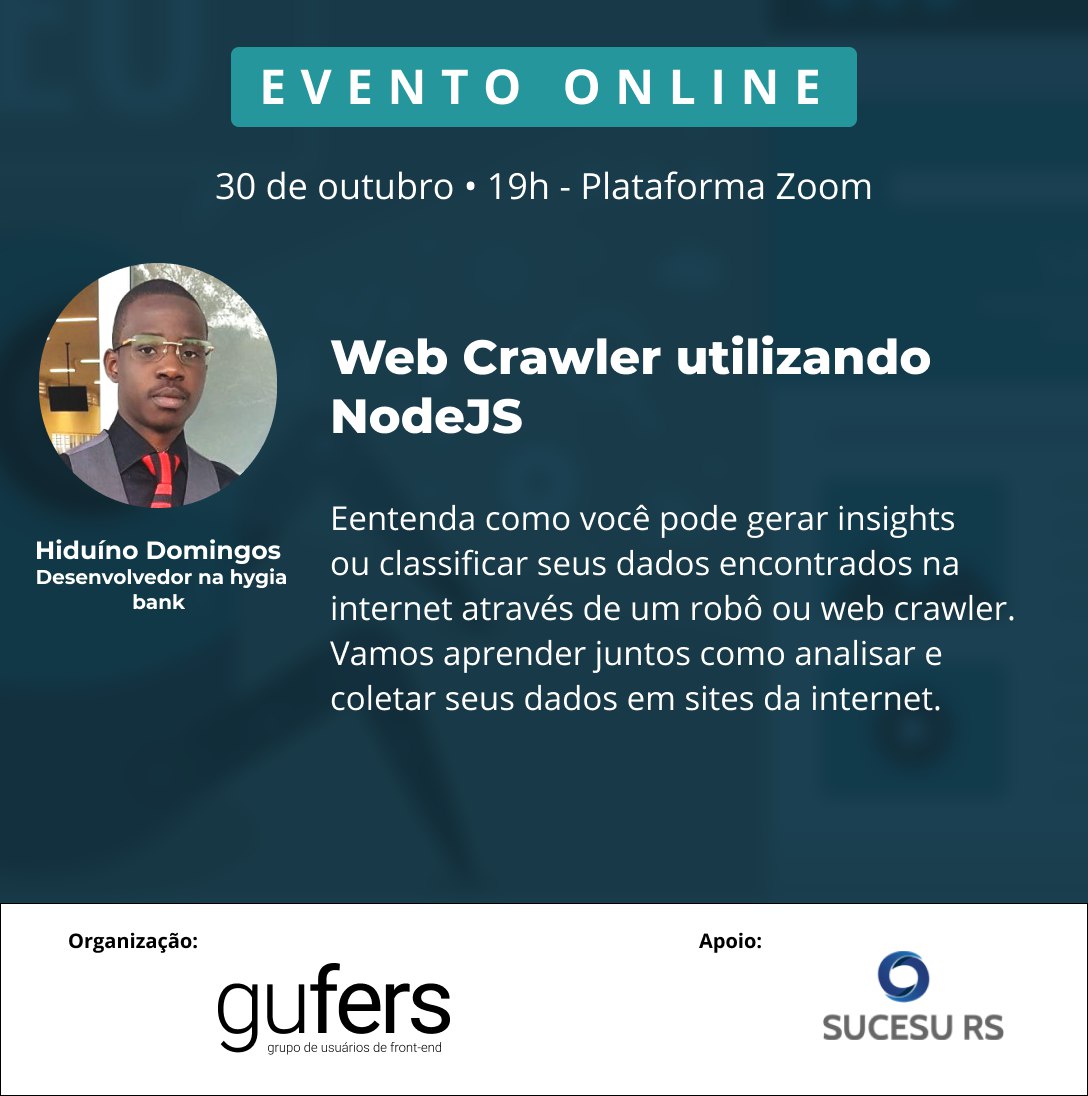 EVENTO ONLINE
30 de outubro • 19h - Plataforma Zoom
Web Crawler utilizando
NodeJS
Hiduíno Domingos
Desenvolvedor na hygia
bank
Eentenda como você pode gerar insights
ou classificar seus dados encontrados na
internet através de um robô ou web crawler.
Vamos aprender juntos como analisar e
coletar seus dados em sites da internet.
Organização:
gufers
grupo de usuários de front-end
Apoio:
SUCESU RS